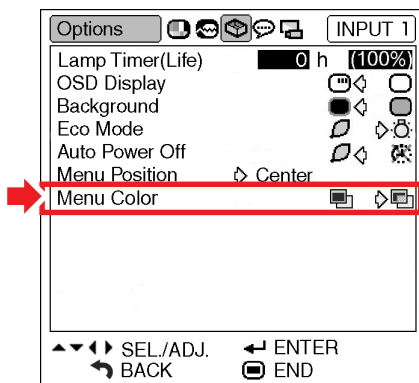 Options INPUT 1
Lamp Timer(Life) 0 h (100%)
OSD Display
Background
Eco Mode
Auto Power Off
Menu Position Center
Menu Color
SEL./ADJ. ENTER
BACK END